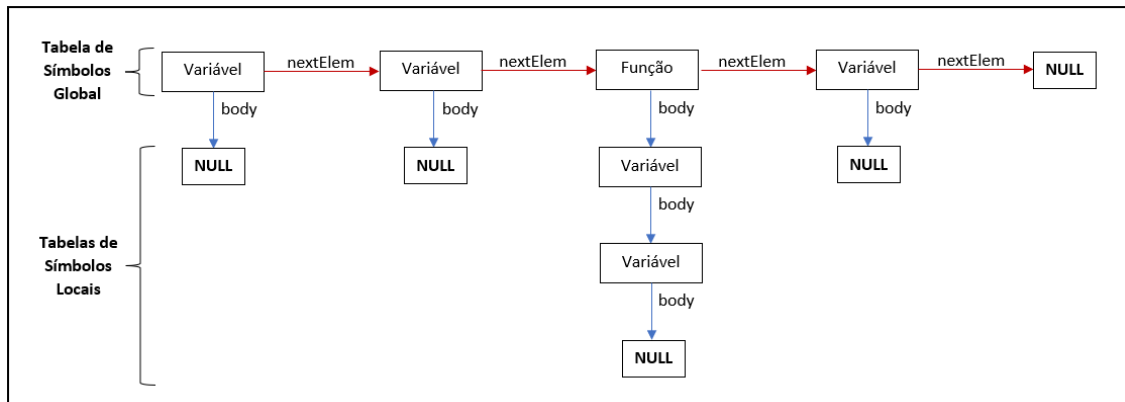 Tabela de
Símbolos
Global
Variável
nextElem
Variável
nextElem
Função
nextElem
Variável
nextElem
NULL
body
body
body
body
NULL
NULL
Variável
NULL
body
Tabelas de
Símbolos
Locais
Variável
body
NULL